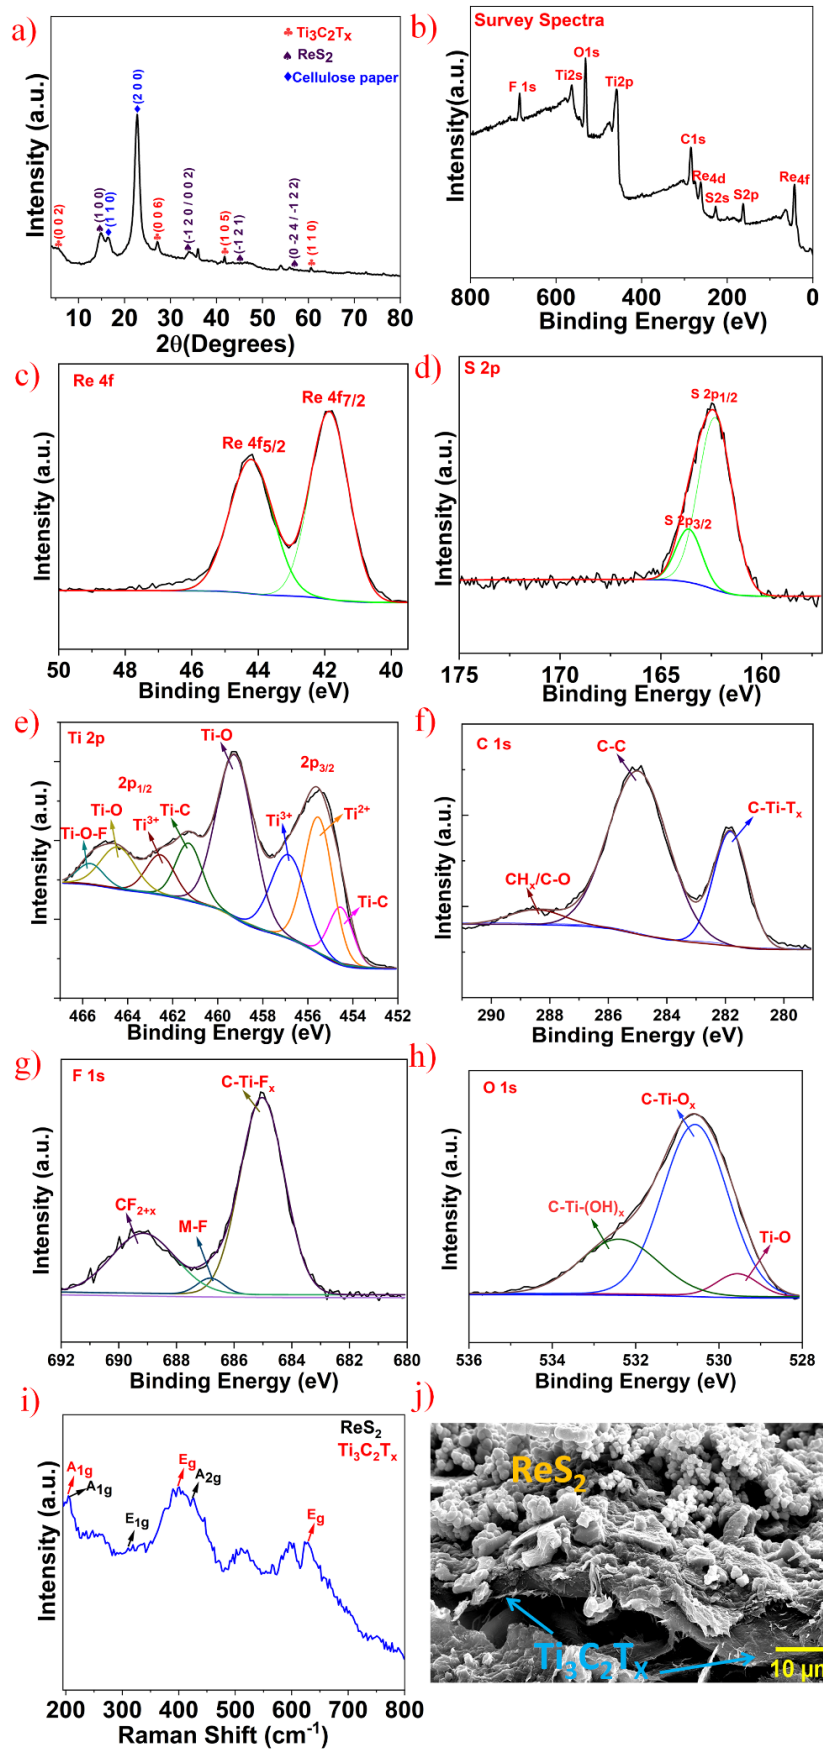 a)
Ti3C2Tx
ReS2
Cellulose paper
(0 0 2)
(1 0 0)
(1 1 0)
(2 0 0)
(0 0 6)
(-1 2 0 / 0 0 2)
(1 0 5)
(-1 2 1)
(0 -2 4 / -1 2 2)
(1 1 0)
Intensity (a.u.)
10 20 30 40 50 60 70 80
2θ(Degrees)
b)
Survey Spectra
F 1s
Ti2s
O1s
Ti2p
C1s
Re4d
S2s
S2p
Re4f
Intensity(a.u.)
800 600 400 200 0
Binding Energy (eV)
c)
Re 4f
Re 4f7/2
Re 4f5/2
Intensity (a.u.)
50 48 46 44 42 40
Binding Energy (eV)
d)
S 2p
S 2p1/2
S 2p3/2
Intensity (a.u.)
175 170 165 160
Binding Energy (eV)
e)
Ti 2p
Ti-O
2p1/2
2p3/2
Ti-O
Ti-C
Ti3+
Ti3+
Ti2+
Ti-O-F
Ti-C
Intensity (a.u.)
466 464 462 460 458 456 454 452
Binding Energy (eV)
f)
C 1s
C-C
C-Ti-Tx
CHx/C-O
Intensity (a.u.)
290 288 286 284 282 280
Binding Energy (eV)
g)
F 1s
C-Ti-Fx
CF2+x
M-F
Intensity (a.u.)
692 690 688 686 684 682 680
Binding Energy (eV)
h)
O 1s
C-Ti-Ox
C-Ti-(OH)x
Ti-O
Intensity (a.u.)
536 534 532 530 528
Binding Energy (eV)
i)
ReS2
Ti3C2Tx
A1g
A1g
E1g
Eg
A2g
Eg
Intensity (a.u.)
200 300 400 500 600 700 800
Raman Shift (cm-1)
j)
ReS2
Ti3C2Tx
10 µm